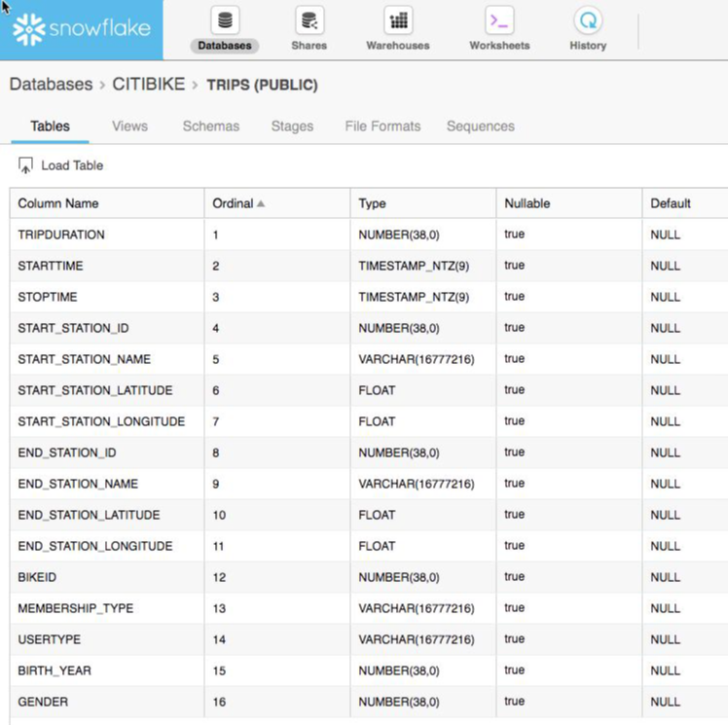 snowflake
Databases Shares Warehouses Worksheets History
Databases > CITIBIKE > TRIPS (PUBLIC)
Tables Views Schemas Stages File Formats Sequences
Load Table
Column Name Ordinal Type Nullable Default
TRIPDURATION 1 NUMBER(38,0) true NULL
STARTTIME 2 TIMESTAMP_NTZ(9) true NULL
STOPTIME 3 TIMESTAMP_NTZ(9) true NULL
START_STATION_ID 4 NUMBER(38,0) true NULL
START_STATION_NAME 5 VARCHAR(16777216) true NULL
START_STATION_LATITUDE 6 FLOAT true NULL
START_STATION_LONGITUDE 7 FLOAT true NULL
END_STATION_ID 8 NUMBER(38,0) true NULL
END_STATION_NAME 9 VARCHAR(16777216) true NULL
END_STATION_LATITUDE 10 FLOAT true NULL
END_STATION_LONGITUDE 11 FLOAT true NULL
BIKEID 12 NUMBER(38,0) true NULL
MEMBERSHIP_TYPE 13 VARCHAR(16777216) true NULL
USERTYPE 14 VARCHAR(16777216) true NULL
BIRTH_YEAR 15 NUMBER(38,0) true NULL
GENDER 16 NUMBER(38,0) true NULL